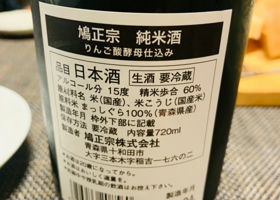 鳩正宗 純米酒
りんご酸酵母仕込み
品目 日本酒 生酒 要冷蔵
アルコール分 15度 精米歩合 60%
原材料名 米(国産)、米こうじ(国産米)
原料米 まっしぐら100%(青森県産)
製造年月 枠外下部に記載
保存方法 要冷蔵 内容量720ml
鳩正宗株式会社
青森県十和田市
大字三本木字稲吉一七六の二
製造年月